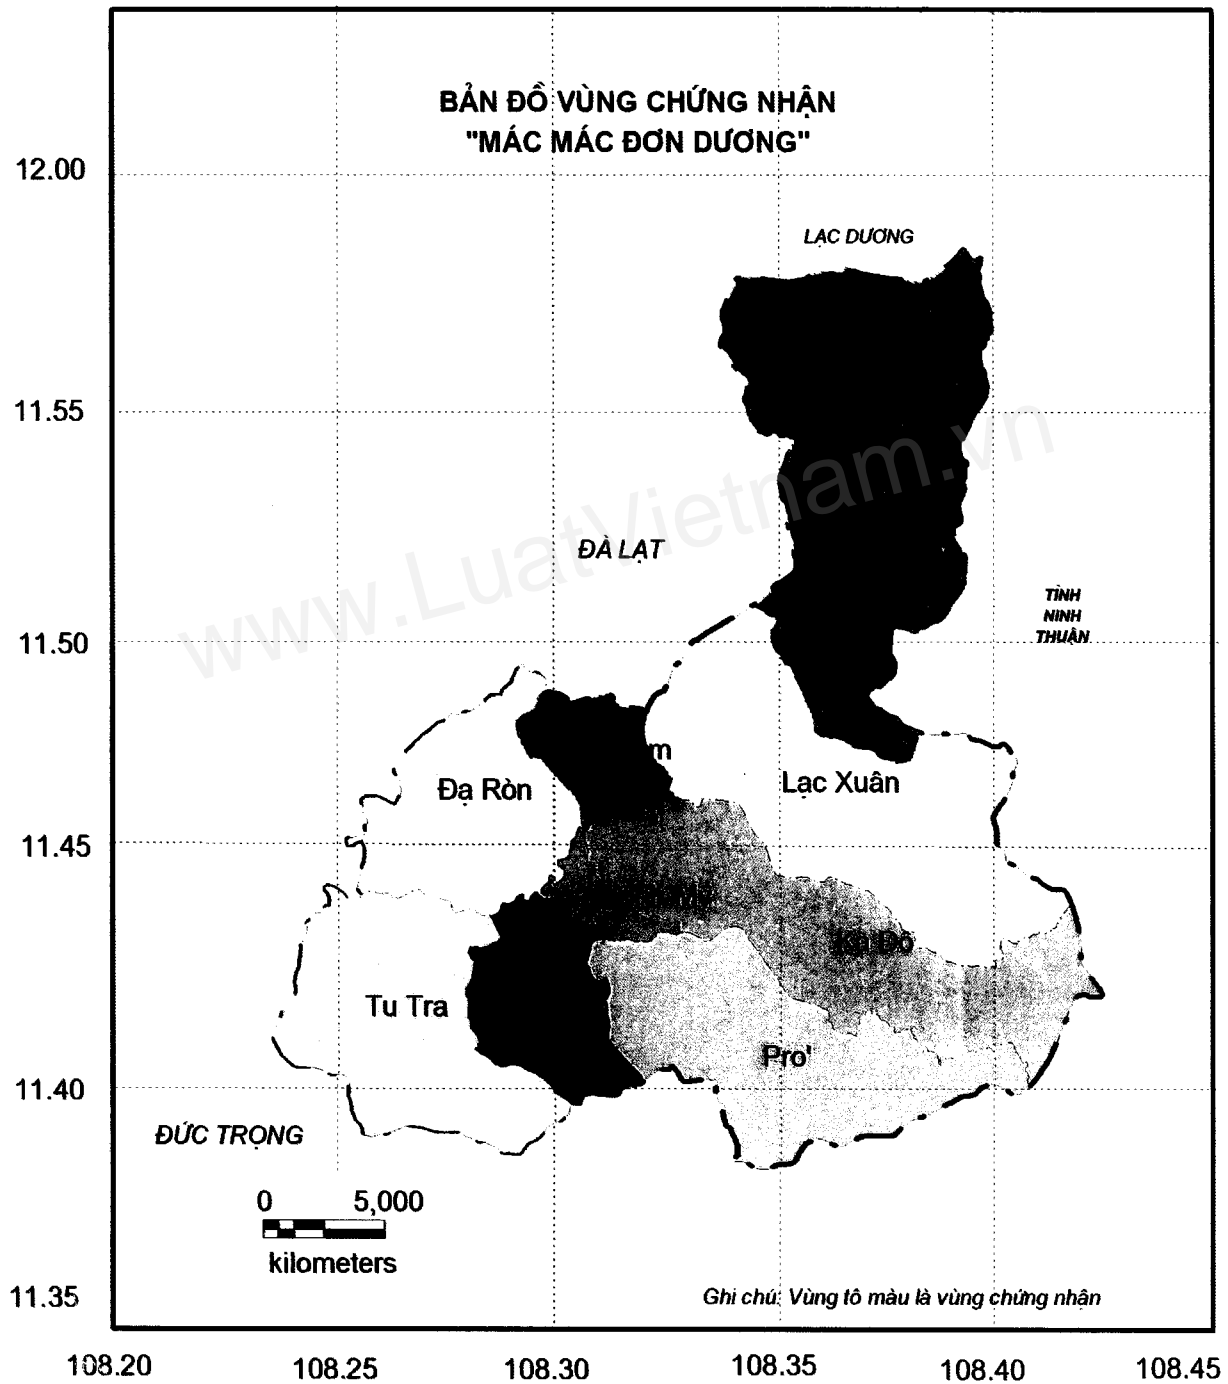 BẢN ĐỒ VÙNG CHỨNG NHẬN
"MÁC MÁC ĐƠN DƯƠNG"
12.00
LẠC DƯƠNG
11.55
www.LuatVietnam.vn
ĐÀ LẠT
TỈNH
NINH
THUẬN
11.50
Đạ Ròn
Lạc Xuân
11.45
Ka Đô
Tu Tra
Pro'
11.40
ĐỨC TRỌNG
0 5,000
kilometers
11.35
Ghi chú: Vùng tô màu là vùng chứng nhận
108.20 108.25 108.30 108.35 108.40 108.45